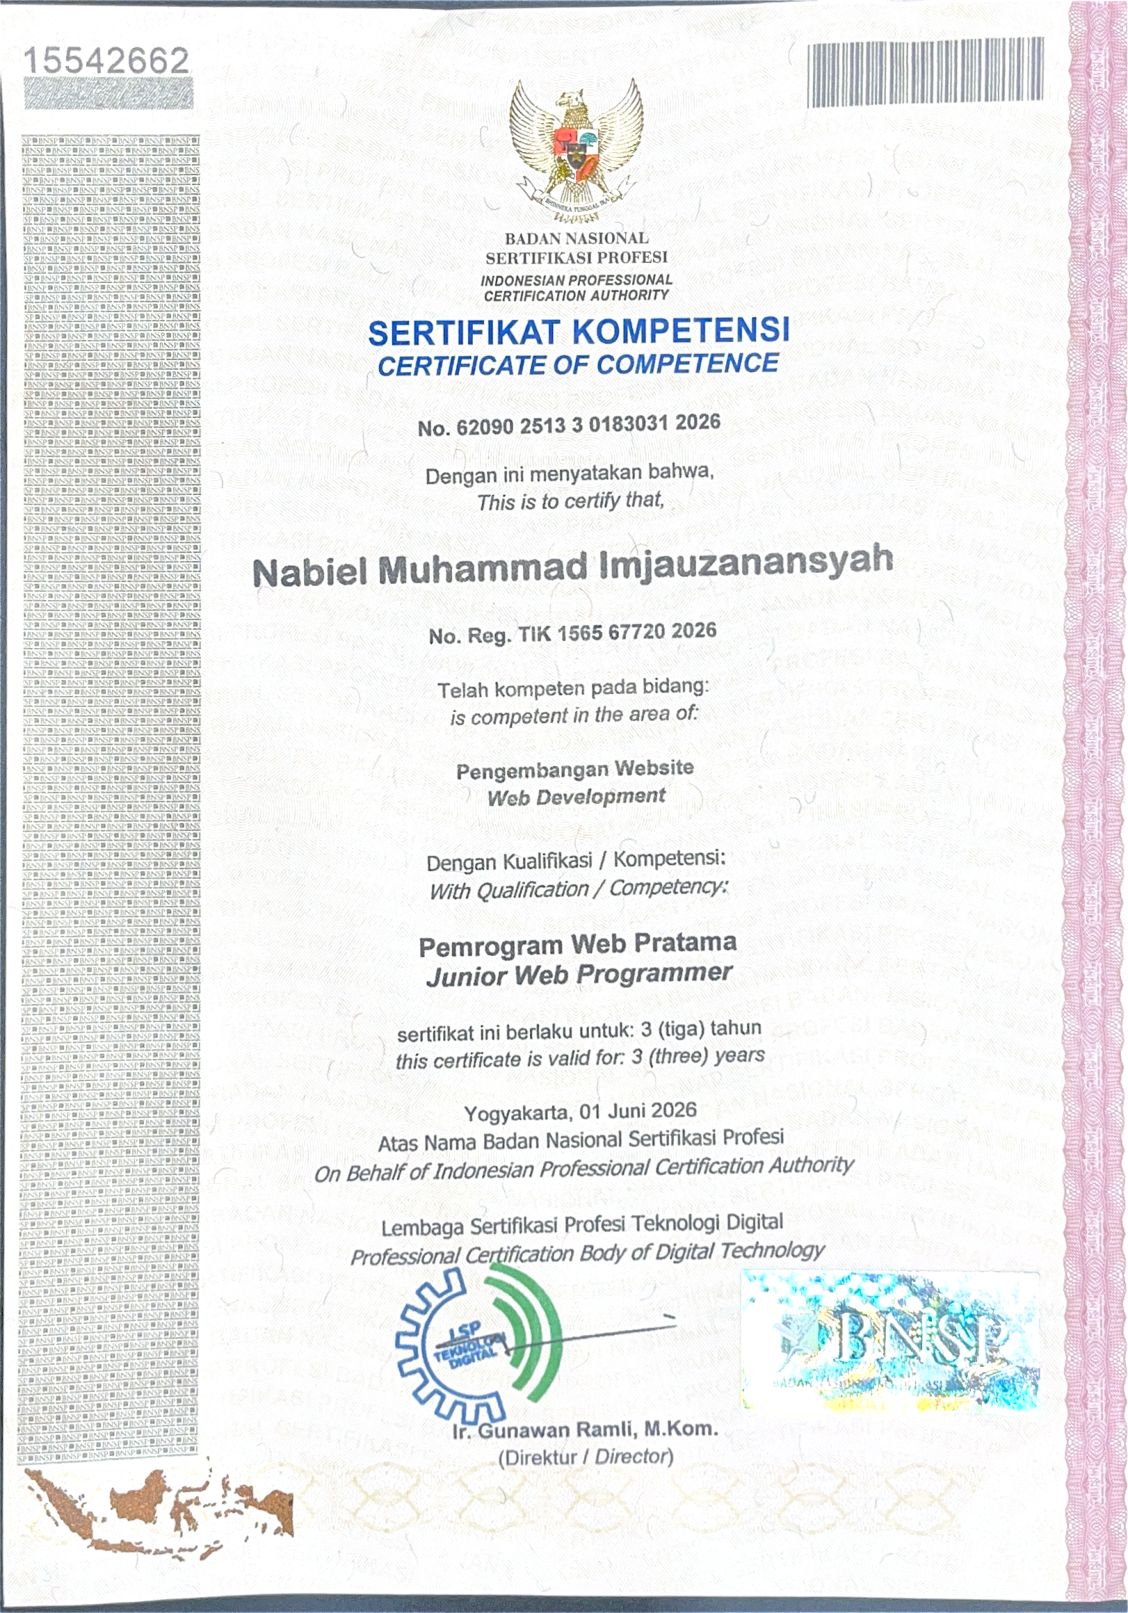 15542662
BADAN NASIONAL
SERTIFIKASI PROFESI
INDONESIAN PROFESSIONAL
CERTIFICATION AUTHORITY
SERTIFIKAT KOMPETENSI
CERTIFICATE OF COMPETENCE
No. 62090 2513 3 0183031 2026
Dengan ini menyatakan bahwa,
This is to certify that,
Nabiel Muhammad Imjauzanansyah
No. Reg. TIK 1565 67720 2026
Telah kompeten pada bidang:
is competent in the area of:
Pengembangan Website
Web Development
Dengan Kualifikasi / Kompetensi:
With Qualification / Competency:
Pemrogram Web Pratama
Junior Web Programmer
sertifikat ini berlaku untuk: 3 (tiga) tahun
this certificate is valid for: 3 (three) years
Yogyakarta, 01 Juni 2026
Atas Nama Badan Nasional Sertifikasi Profesi
On Behalf of Indonesian Professional Certification Authority
Lembaga Sertifikasi Profesi Teknologi Digital
Professional Certification Body of Digital Technology
LSP
TEKNOLOGI
DIGITAL
BNSP
Ir. Gunawan Ramli, M.Kom.
(Direktur / Director)